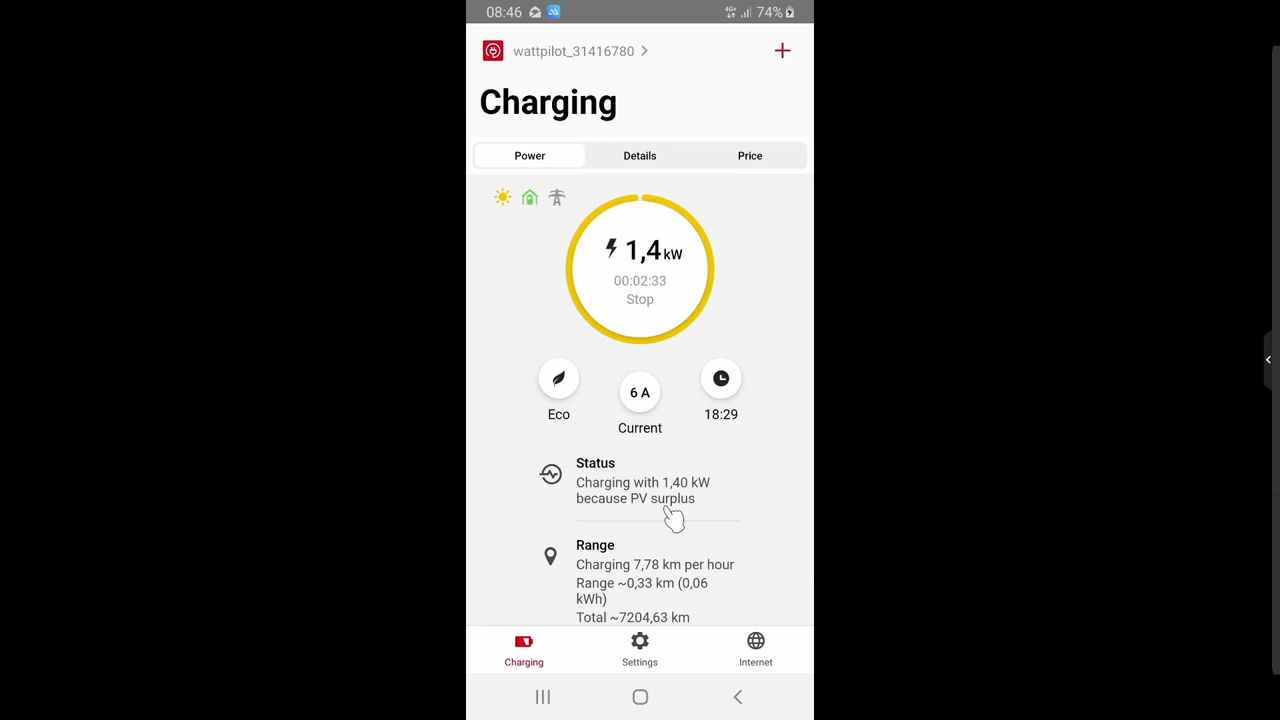 08:46
4G+ 74%
wattpilot_31416780
Charging
Power Details Price
1,4 kW
00:02:33
Stop
6 A
Eco
Current
18:29
Status
Charging with 1,40 kW
because PV surplus
Range
Charging 7,78 km per hour
Range ~0,33 km (0,06
kWh)
Total ~7204,63 km
Charging Settings Internet